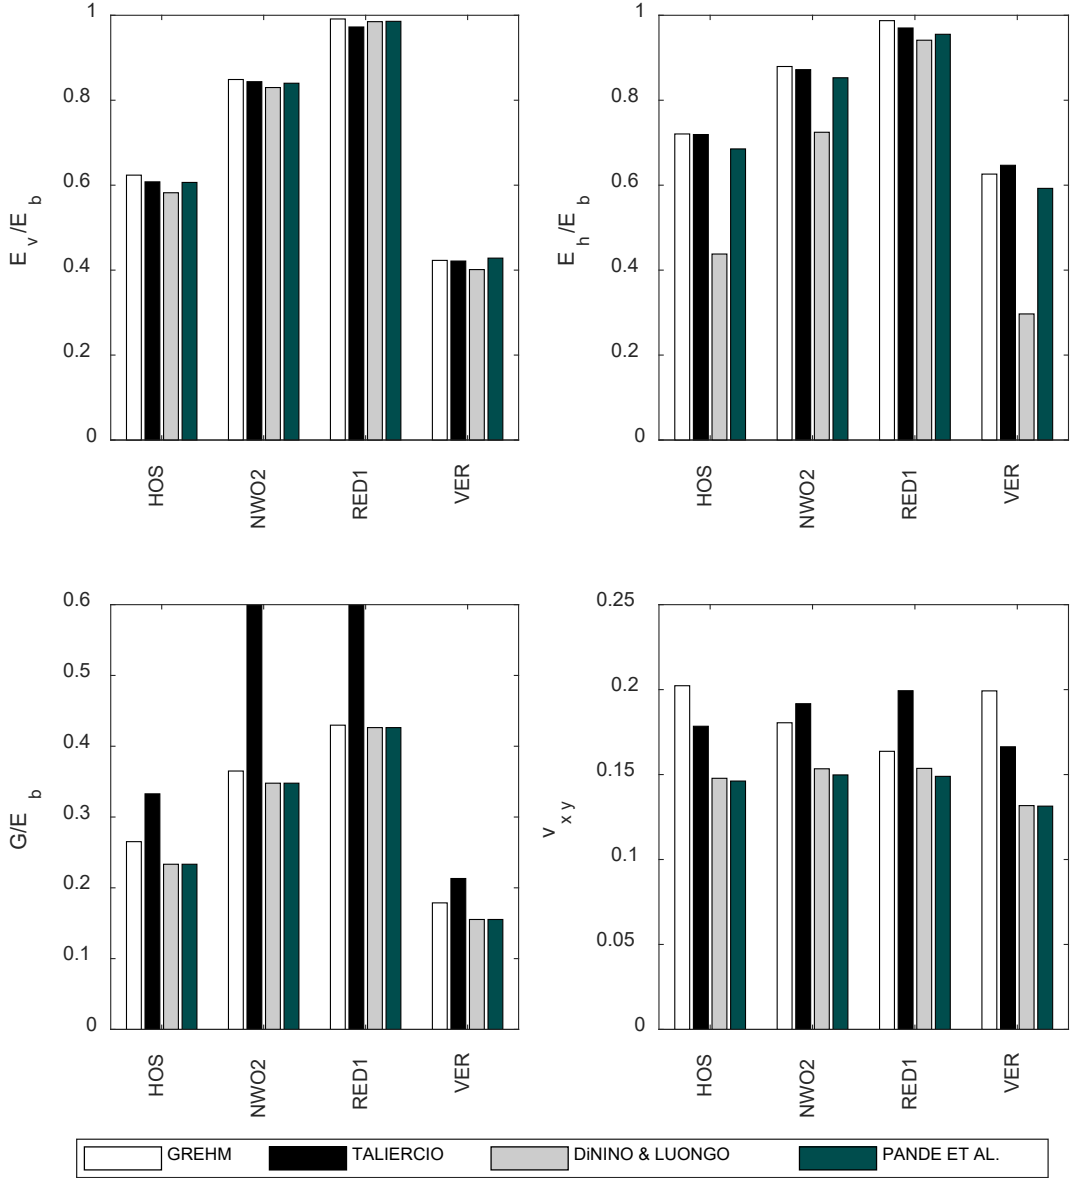 1
0.8
0.6
0.4
0.2
0
E_v/E_b
HOS
NWO2
RED1
VER
1
0.8
0.6
0.4
0.2
0
E_h/E_b
HOS
NWO2
RED1
VER
0.6
0.5
0.4
0.3
0.2
0.1
0
G/E_b
HOS
NWO2
RED1
VER
0.25
0.2
0.15
0.1
0.05
0
v_x y
HOS
NWO2
RED1
VER
GREHM TALIERCIO DiNINO & LUONGO PANDE ET AL.